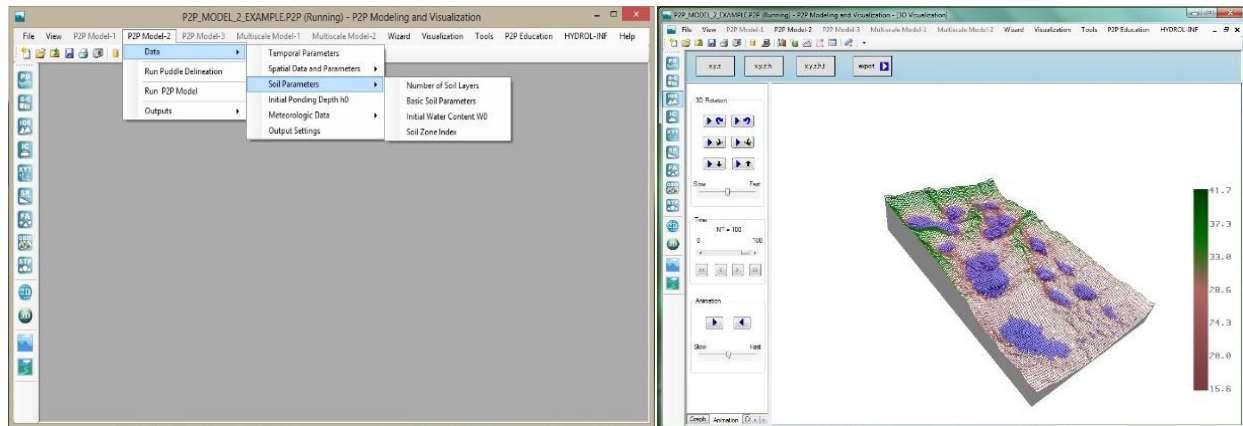 P2P_MODEL_2_EXAMPLE.P2P (Running) - P2P Modeling and Visualization
File View P2P Model-1 P2P Model-2 P2P Model-3 Multiscale Model-1 Multiscale Model-2 Wizard Visualization Tools P2P Education HYDROL-INF Help
Data
Run Puddle Delineation
Run P2P Model
Outputs
Temporal Parameters
Spatial Data and Parameters
Soil Parameters
Initial Ponding Depth h0
Meteorologic Data
Output Settings
Number of Soil Layers
Basic Soil Parameters
Initial Water Content W0
Soil Zone Index
P2P_MODEL_2_EXAMPLE.P2P (Running) - P2P Modeling and Visualization - [3D Visualization]
File View P2P Model-1 P2P Model-2 P2P Model-3 Multiscale Model-1 Multiscale Model-2 Wizard Visualization Tools P2P Education HYDROL-INF
x,y,z x,y,z,h x,y,z,h,t export
3D Rotation
Slow Fast
Time
NT = 100
0 100
Animation
Slow Fast
Graph Animation
41.7
37.3
33.0
28.6
24.3
20.0
15.6